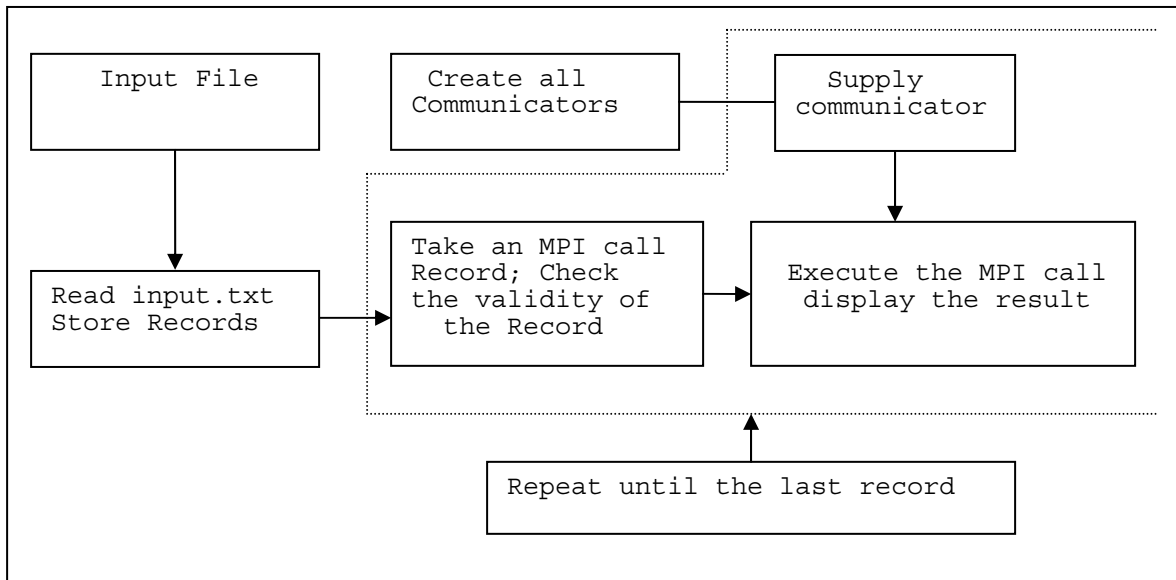 Input File
Create all
Communicators
Supply
communicator
Read input.txt
Store Records
Take an MPI call
Record; Check
the validity of
the Record
Execute the MPI call
display the result
Repeat until the last record